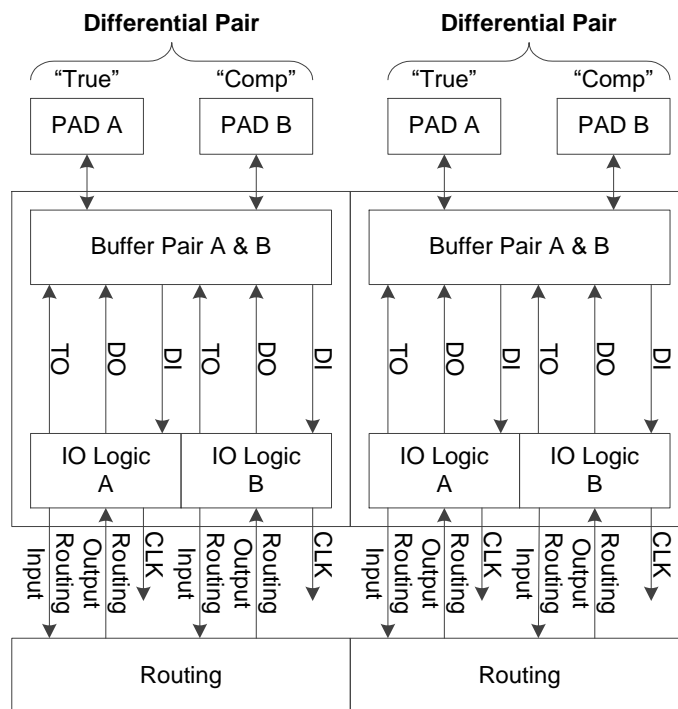 Differential Pair Differential Pair
“True” “Comp” “True” “Comp”
PAD A PAD B PAD A PAD B
Buffer Pair A & B Buffer Pair A & B
TO DO DI TO DO DI TO DO DI TO DO DI
IO Logic IO Logic IO Logic IO Logic
A B A B
Routing Input Routing Output CLK Routing Input Routing Output CLK Routing Input Routing Output CLK Routing Input Routing Output CLK
Routing Routing